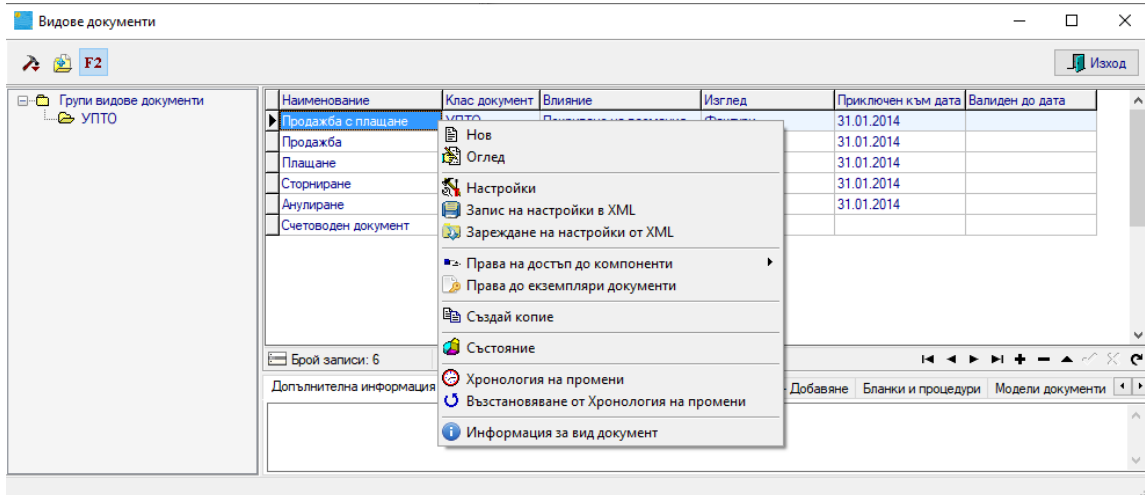 Видове документи
F2
Изход
Групи видове документи
УПТО
Наименование Клас документ Влияние Изглед Приключен към дата Валиден до дата
Продажба с плащане УПТО 31.01.2014
Продажба 31.01.2014
Плащане 31.01.2014
Сторниране 31.01.2014
Анулиране 31.01.2014
Счетоводен документ
Нов
Оглед
Настройки
Запис на настройки в XML
Зареждане на настройки от XML
Права на достъп до компоненти
Права до екземпляри документи
Създай копие
Състояние
Хронология на промени
Възстановяване от Хронология на промени
Информация за вид документ
Брой записи: 6
Допълнителна информация Добавяне Бланки и процедури Модели документи